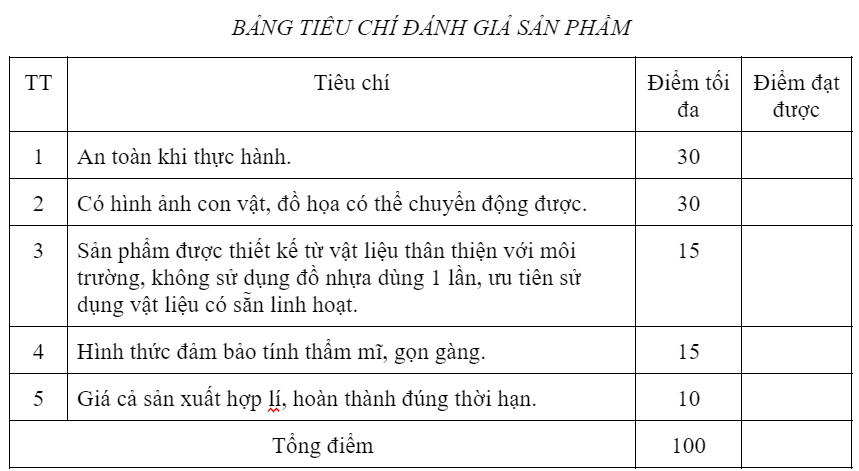 BẢNG TIÊU CHÍ ĐÁNH GIÁ SẢN PHẨM
TT Tiêu chí Điểm tối đa Điểm đạt được
1 An toàn khi thực hành. 30
2 Có hình ảnh con vật, đồ họa có thể chuyển động được. 30
3 Sản phẩm được thiết kế từ vật liệu thân thiện với môi 15
trường, không sử dụng đồ nhựa dùng 1 lần, ưu tiên sử
dụng vật liệu có sẵn linh hoạt.
4 Hình thức đảm bảo tính thẩm mĩ, gọn gàng. 15
5 Giá cả sản xuất hợp lí, hoàn thành đúng thời hạn. 10
Tổng điểm 100